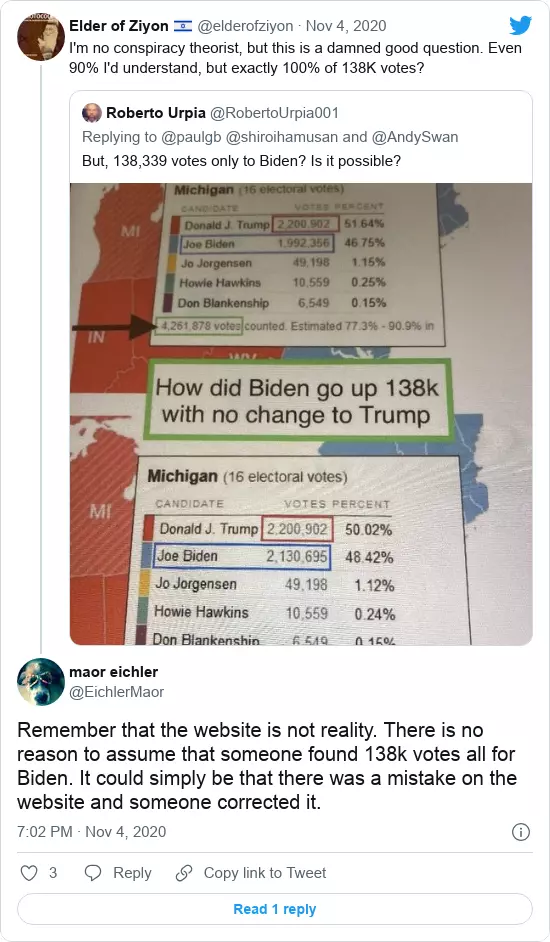 Elder of Ziyon @elderofziyon · Nov 4, 2020
I'm no conspiracy theorist, but this is a damned good question. Even
90% I'd understand, but exactly 100% of 138K votes?
Roberto Urpia @RobertoUrpia001
Replying to @paulgb @shiroihamusan and @AndySwan
But, 138,339 votes only to Biden? Is it possible?
Michigan (16 electoral votes)
CANDIDATE VOTES PERCENT
Donald J. Trump 2,200,902 51.64%
Joe Biden 1,992,356 46.75%
Jo Jorgensen 49,198 1.15%
Howie Hawkins 10,559 0.25%
Don Blankenship 6,549 0.15%
4,261,878 votes counted. Estimated 77.3% - 90.9% in
MI
IN
WV
How did Biden go up 138k
with no change to Trump
Michigan (16 electoral votes)
CANDIDATE VOTES PERCENT
Donald J. Trump 2,200,902 50.02%
Joe Biden 2,130,695 48.42%
Jo Jorgensen 49,198 1.12%
Howie Hawkins 10,559 0.24%
Don Blankenship 6,549 0.15%
MI
maor eichler
@EichlerMaor
Remember that the website is not reality. There is no
reason to assume that someone found 138k votes all for
Biden. It could simply be that there was a mistake on the
website and someone corrected it.
7:02 PM · Nov 4, 2020
3 Reply Copy link to Tweet
Read 1 reply